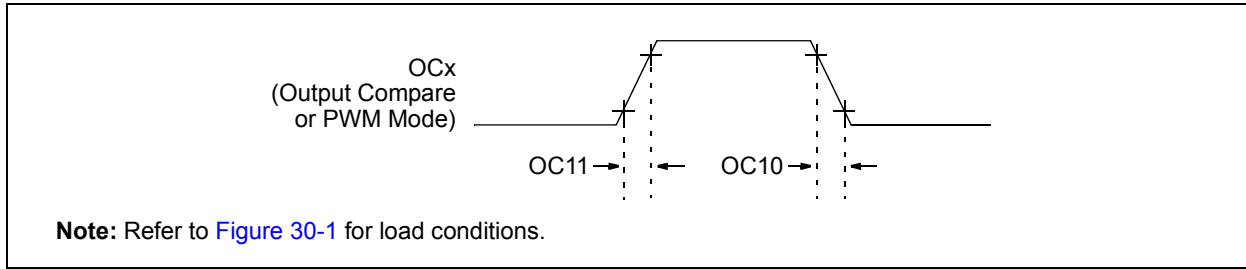 OCx
(Output Compare
or PWM Mode)
OC11
OC10
Note: Refer to Figure 30-1 for load conditions.